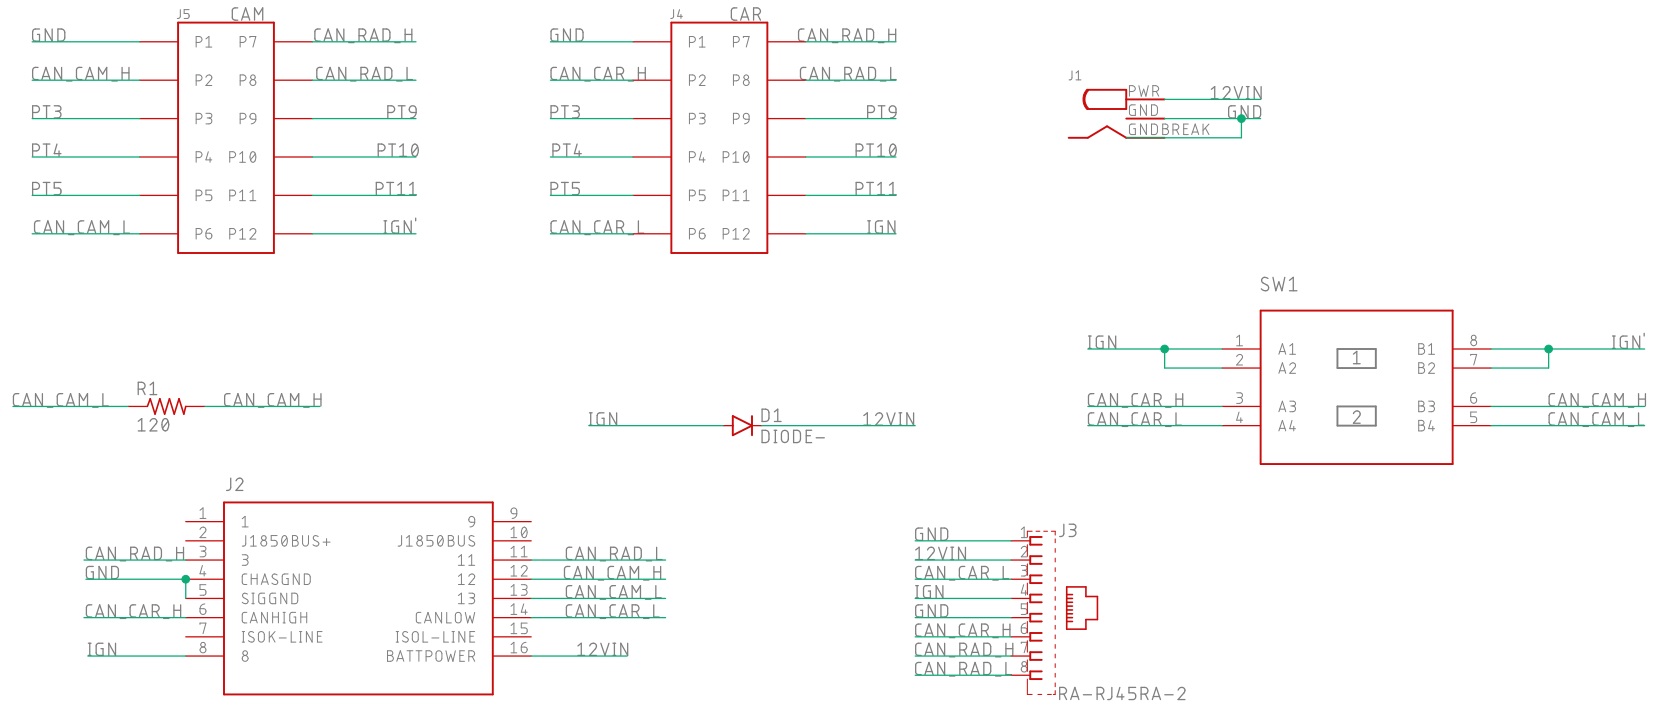 J5 CAM
GND P1 P7 CAN_RAD_H
CAN_CAM_H P2 P8 CAN_RAD_L
PT3 P3 P9 PT9
PT4 P4 P10 PT10
PT5 P5 P11 PT11
CAN_CAM_L P6 P12 IGN'
J4 CAR
GND P1 P7 CAN_RAD_H
CAN_CAR_H P2 P8 CAN_RAD_L
PT3 P3 P9 PT9
PT4 P4 P10 PT10
PT5 P5 P11 PT11
CAN_CAR_L P6 P12 IGN
J1
PWR 12VIN
GND GND
GNDBREAK
SW1
IGN 1 A1 1 B1 8 IGN'
2 A2 B2 7
CAN_CAR_H 3 A3 B3 6 CAN_CAM_H
CAN_CAR_L 4 A4 2 B4 5 CAN_CAM_L
R1
CAN_CAM_L CAN_CAM_H
120
IGN D1 12VIN
DIODE-
J2
1 1 9 9
2 J1850BUS+ J1850BUS 10
CAN_RAD_H 3 3 11 11 CAN_RAD_L
GND 4 CHASGND 12 12 CAN_CAM_H
5 SIGGND 13 13 CAN_CAM_L
CAN_CAR_H 6 CANHIGH CANLOW 14 CAN_CAR_L
7 ISOK-LINE ISOL-LINE 15
IGN 8 8 BATTPOWER 16 12VIN
J3
GND 1
12VIN 2
CAN_CAR_L 3
IGN 4
GND 5
CAN_CAR_H 6
CAN_RAD_H 7
CAN_RAD_L 8
RA-RJ45RA-2